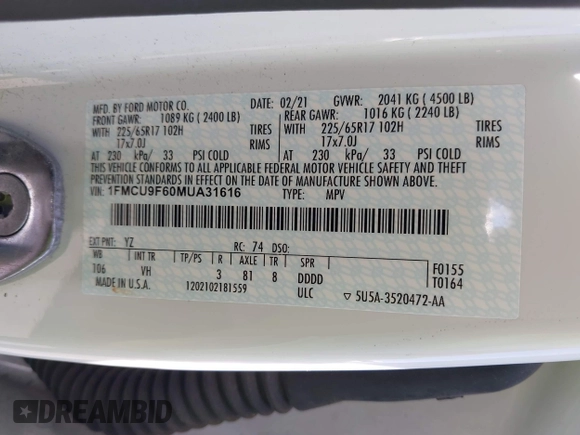 MFD. BY FORD MOTOR CO.
DATE: 02/21 GVWR: 2041 KG ( 4500 LB)
FRONT GAWR: 1089 KG ( 2400 LB) REAR GAWR: 1016 KG ( 2240 LB)
WITH 225/65R17 102H TIRES WITH 225/65R17 102H TIRES
17x7.0J RIMS 17x7.0J RIMS
AT 230 kPa/ 33 PSI COLD AT 230 kPa/ 33 PSI COLD
THIS VEHICLE CONFORMS TO ALL APPLICABLE FEDERAL MOTOR VEHICLE SAFETY AND THEFT
PREVENTION STANDARDS IN EFFECT ON THE DATE OF MANUFACTURE SHOWN ABOVE.
VIN: 1FMCU9F60MUA31616 TYPE: MPV
EXT PNT: YZ RC: 74 DSO:
WB INT TR TP/PS R AXLE TR SPR F0155
106 VH 3 81 8 DDDD T0164
MADE IN U.S.A. 1202102181559 ULC ▽ 5U5A-3520472-AA
DREAMBID